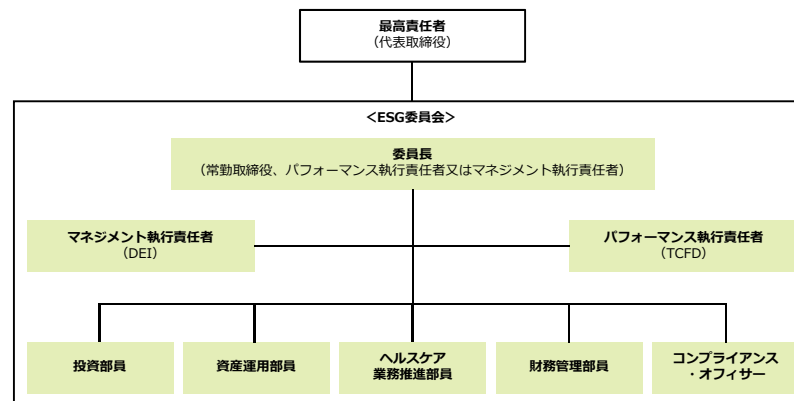 最高責任者
（代表取締役）
＜ESG委員会＞
委員長
（常勤取締役、パフォーマンス執行責任者又はマネジメント執行責任者）
マネジメント執行責任者
（DEI）
パフォーマンス執行責任者
（TCFD）
投資部員
資産運用部員
ヘルスケア
業務推進部員
財務管理部員
コンプライアンス
・オフィサー